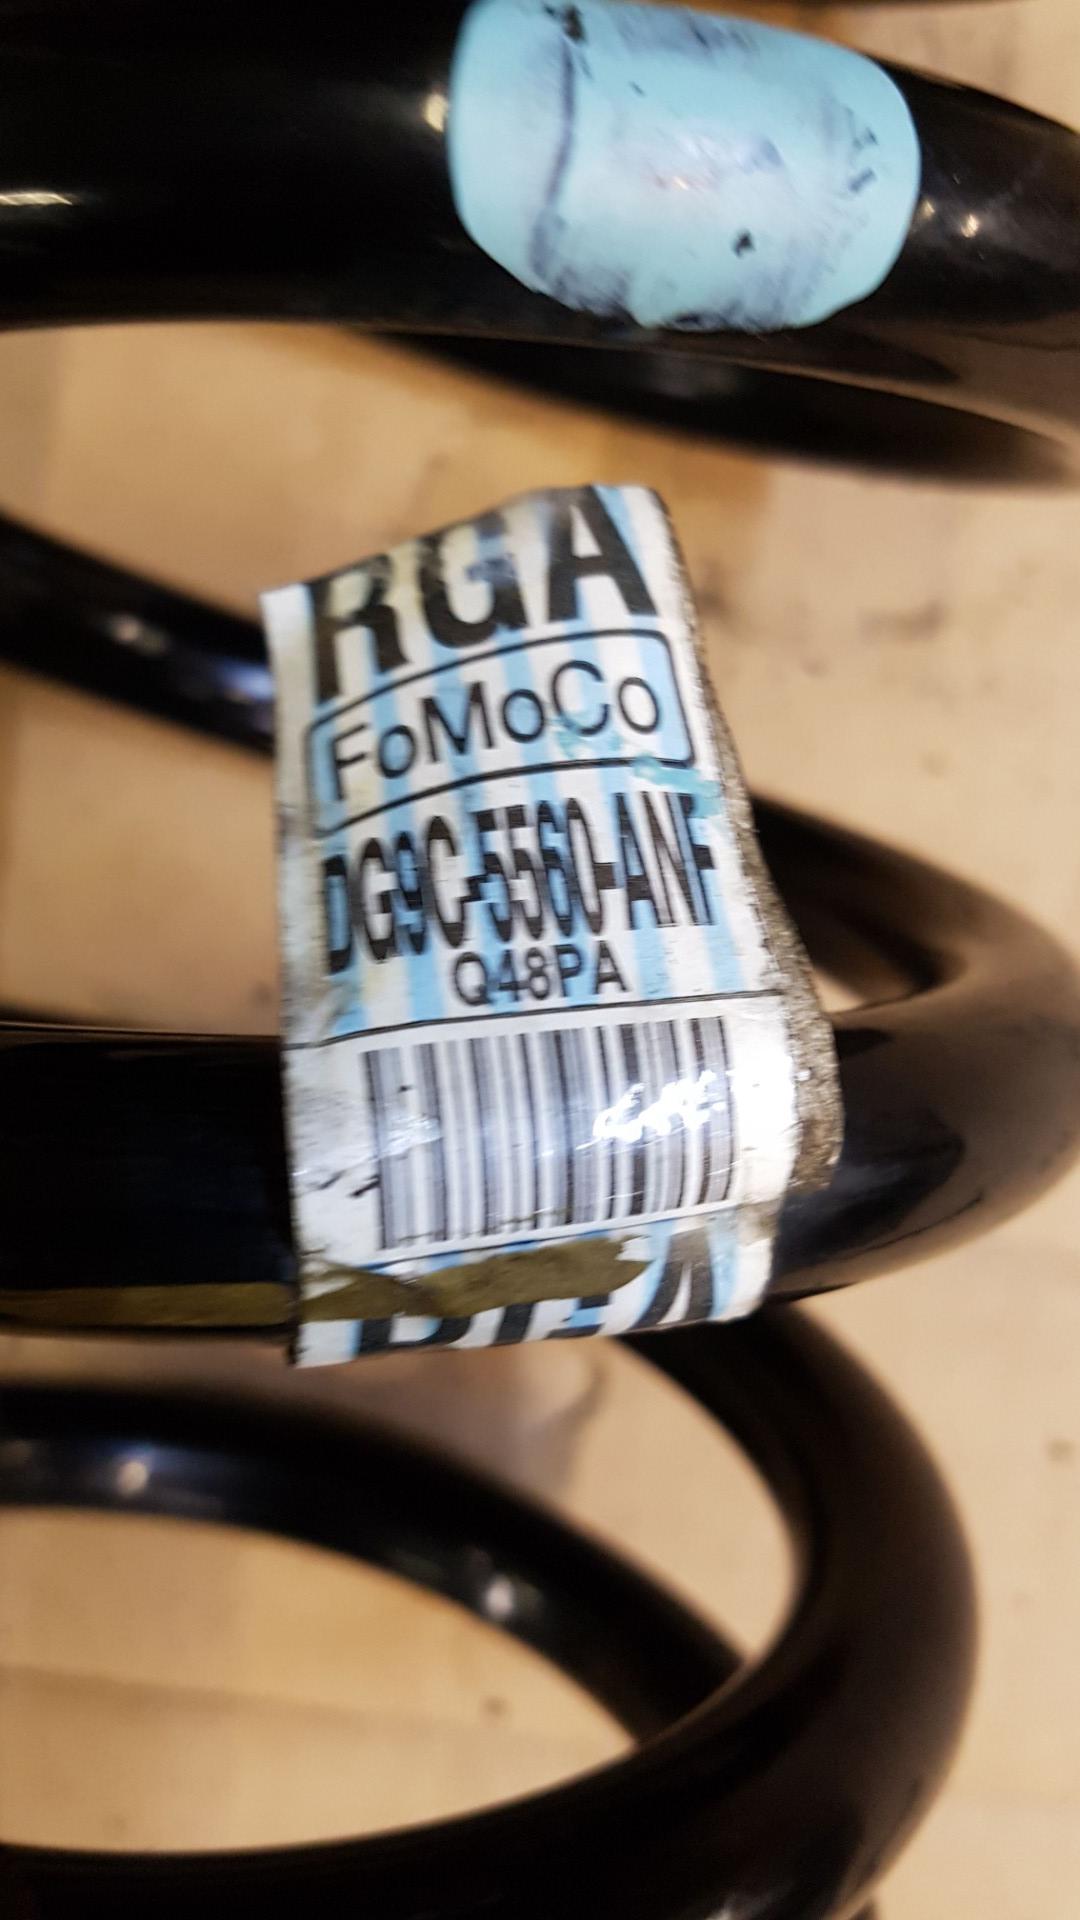 RGA
FoMoCo
DG9C-5560-ANF
Q48PA